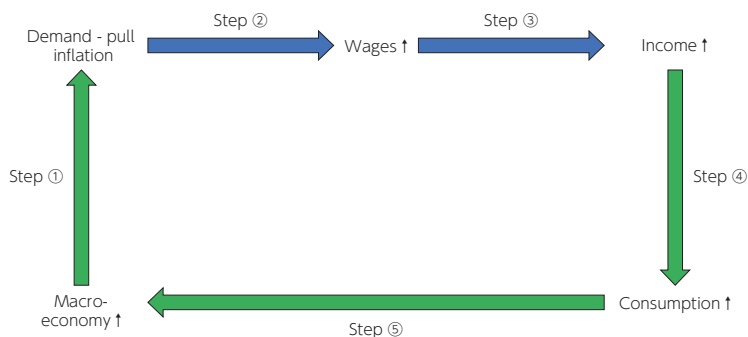 Step ②
Step ③
Demand - pull
inflation
Wages ↑
Income ↑
Step ①
Step ④
Macro-
economy ↑
Consumption ↑
Step ⑤